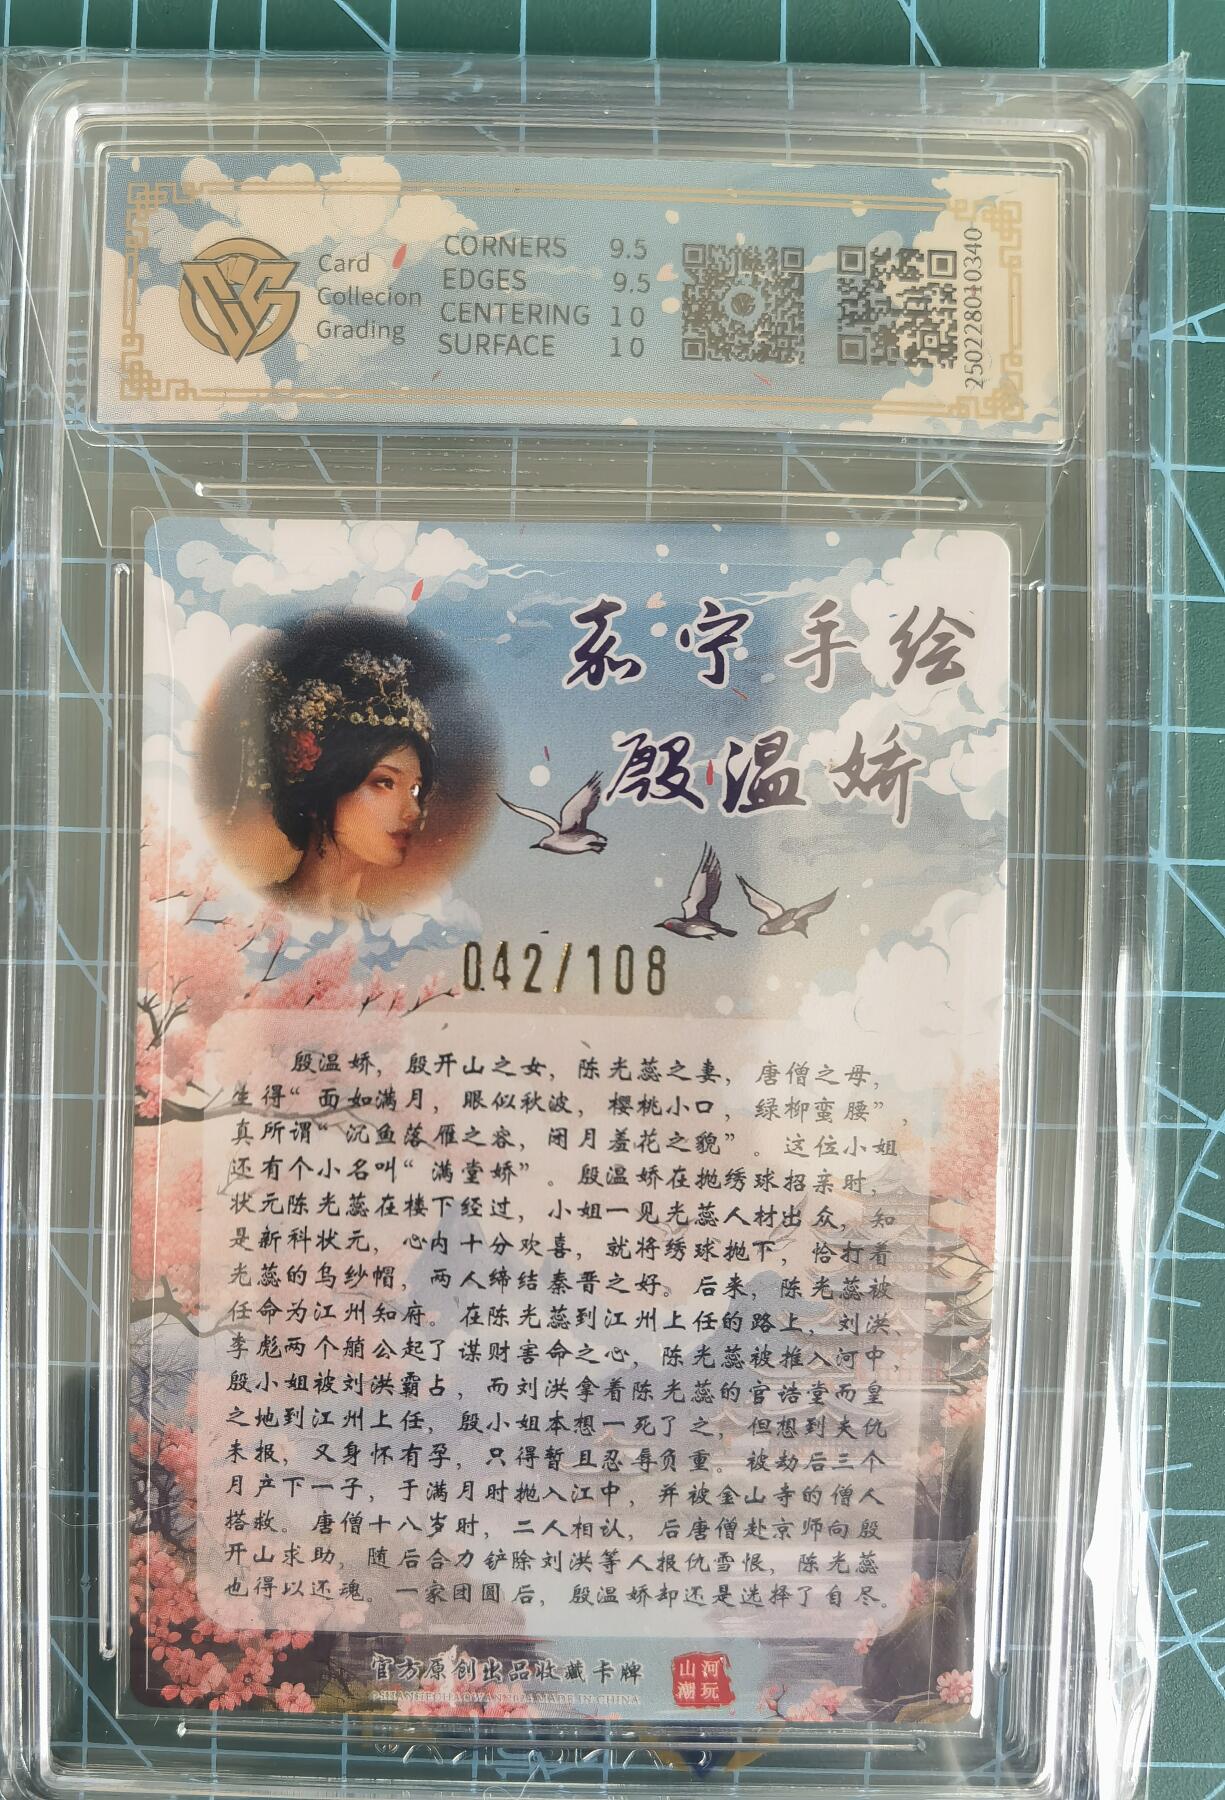 Card
Collecion
Grading
CORNERS 9.5
EDGES 9.5
CENTERING 10
SURFACE 10
250228010340
嘉宁手绘
殷温娇
042/108
殷温娇，殷开山之女，陈光蕊之妻，唐僧之母，
生得“面如满月，眼似秋波，樱桃小口，绿柳蛮腰”，
真所谓“沉鱼落雁之容，闭月羞花之貌”。这位小姐
还有个小名叫“满堂娇”。殷温娇在抛绣球招亲时，
状元陈光蕊在楼下经过，小姐一见光蕊人材出众，知
是新科状元，心内十分欢喜，就将绣球抛下，恰打着
光蕊的乌纱帽，两人缔结秦晋之好。后来，陈光蕊被
任命为江州知府。在陈光蕊到江州上任的路上，刘洪、
李彪两个艄公起了谋财害命之心，陈光蕊被推入河中，
殷小姐被刘洪霸占，而刘洪拿着陈光蕊的官诰堂而皇
之地到江州上任，殷小姐本想一死了之，但想到夫仇
未报，又身怀有孕，只得暂且忍辱负重。被劫后三个
月产下一子，于满月时抛入江中，并被金山寺的僧人
搭救。唐僧十八岁时，二人相认，后唐僧赴京师向殷
开山求助，随后合力铲除刘洪等人报仇雪恨，陈光蕊
也得以还魂。一家团圆后，殷温娇却还是选择了自尽。
官方原创出品收藏卡牌
©SHANHECHAOWAN2024.MADE IN CHINA
山河
潮玩